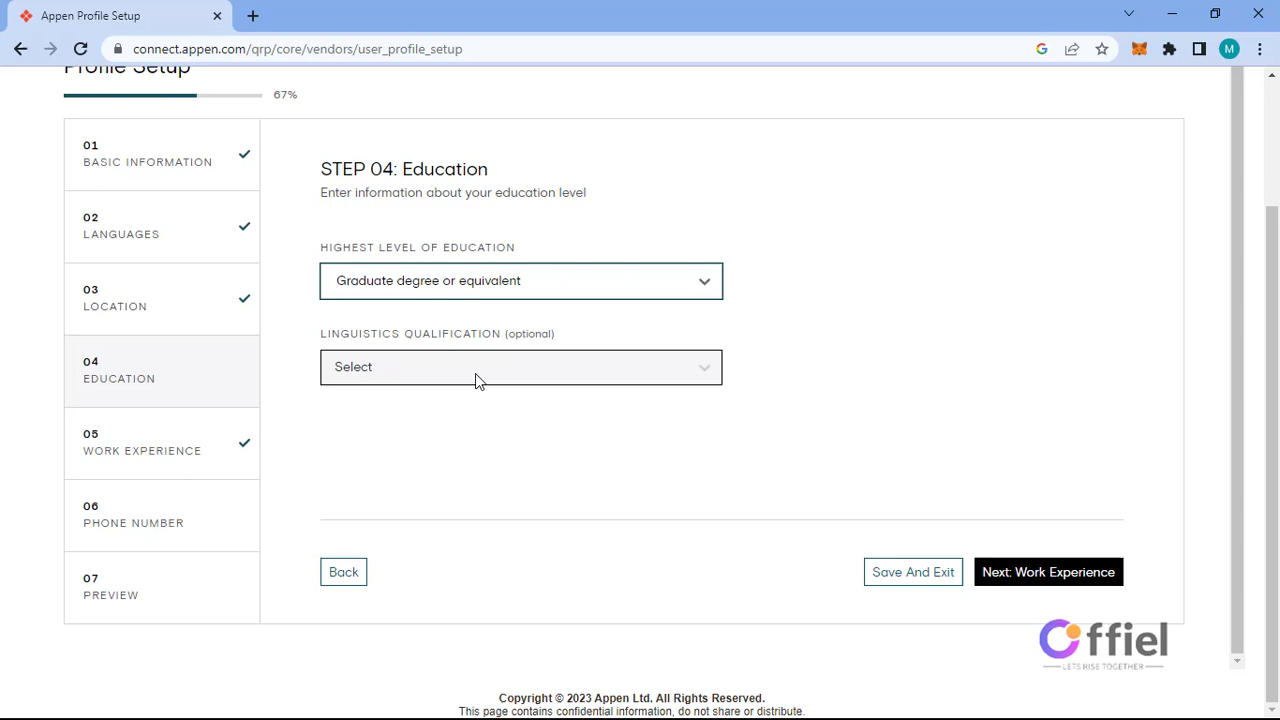 Appen Profile Setup
connect.appen.com/qrp/core/vendors/user_profile_setup
M
Profile Setup
67%
01
BASIC INFORMATION
02
LANGUAGES
03
LOCATION
04
EDUCATION
05
WORK EXPERIENCE
06
PHONE NUMBER
07
PREVIEW
STEP 04: Education
Enter information about your education level
HIGHEST LEVEL OF EDUCATION
Graduate degree or equivalent
LINGUISTICS QUALIFICATION (optional)
Select
Back
Save And Exit
Next: Work Experience
Offiel
LETS RISE TOGETHER
Copyright © 2023 Appen Ltd. All Rights Reserved.
This page contains confidential information, do not share or distribute.